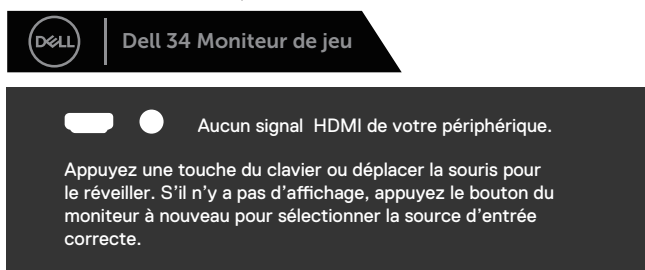 DELL
Dell 34 Moniteur de jeu
Aucun signal HDMI de votre périphérique.
Appuyez une touche du clavier ou déplacer la souris pour
le réveiller. S'il n'y a pas d'affichage, appuyez le bouton du
moniteur à nouveau pour sélectionner la source d'entrée
correcte.